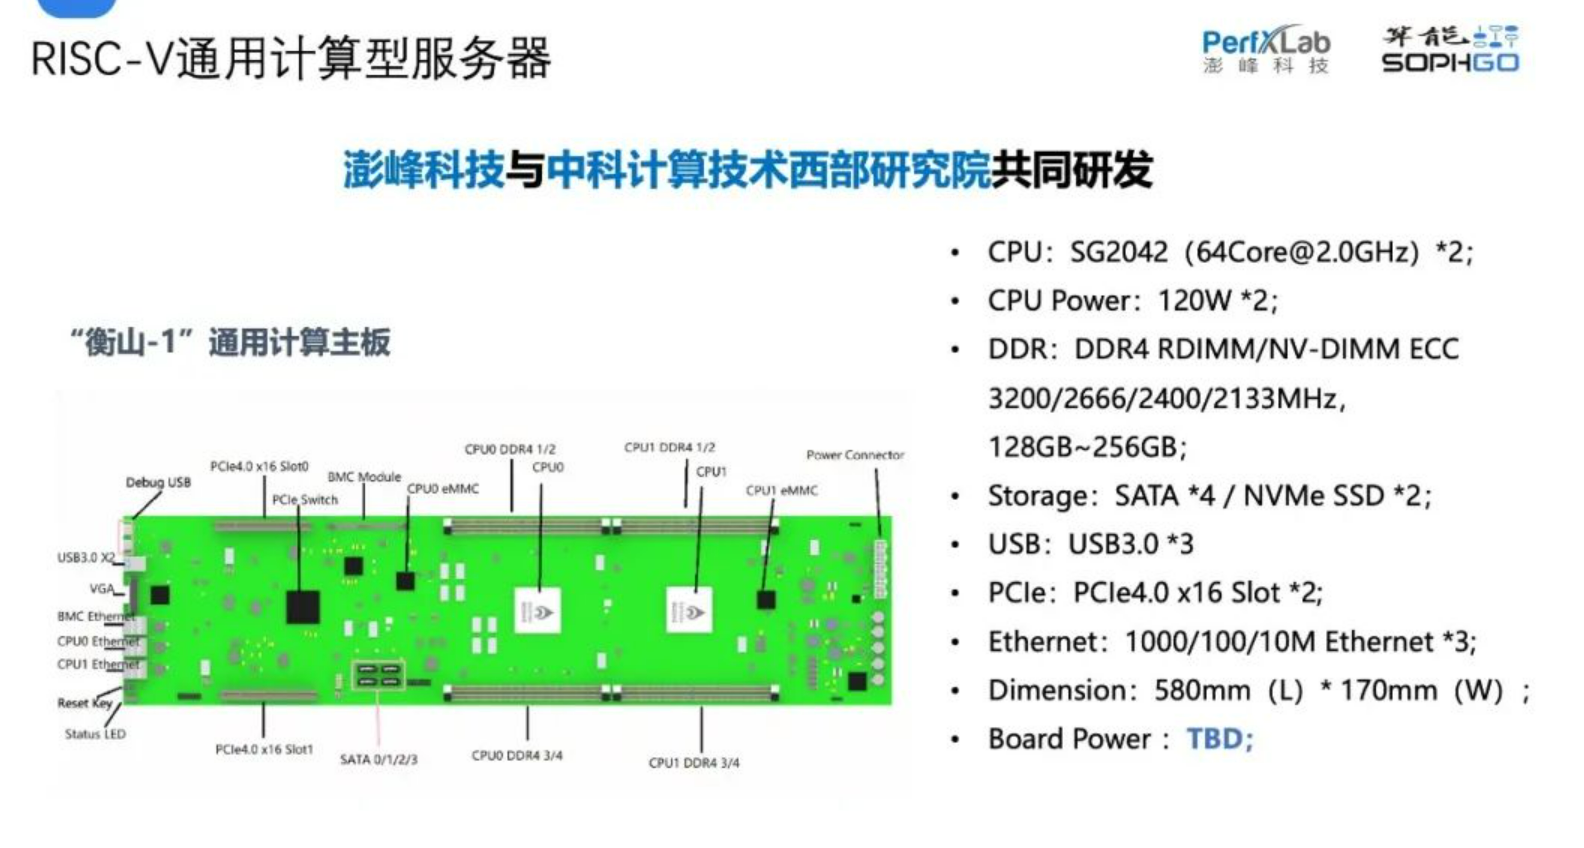 RISC-V通用计算型服务器
PerfXLab
澎峰科技
算能
SOPHGO
澎峰科技与中科计算技术西部研究院共同研发
“衡山-1”通用计算主板
• CPU：SG2042（64Core@2.0GHz）*2；
• CPU Power：120W *2；
• DDR：DDR4 RDIMM/NV-DIMM ECC
3200/2666/2400/2133MHz，
128GB~256GB；
• Storage：SATA *4 / NVMe SSD *2；
• USB：USB3.0 *3
• PCIe：PCIe4.0 x16 Slot *2；
• Ethernet：1000/100/10M Ethernet *3；
• Dimension：580mm（L）* 170mm（W）；
• Board Power：TBD；
CPU0 DDR4 1/2
CPU1 DDR4 1/2
Power Connector
PCIe4.0 x16 Slot0
CPU0
CPU1
Debug USB
BMC Module
CPU0 eMMC
CPU1 eMMC
PCIe Switch
USB3.0 X2
VGA
BMC Ethernet
CPU0 Ethernet
CPU1 Ethernet
Reset Key
Status LED
PCIe4.0 x16 Slot1
SATA 0/1/2/3
CPU0 DDR4 3/4
CPU1 DDR4 3/4